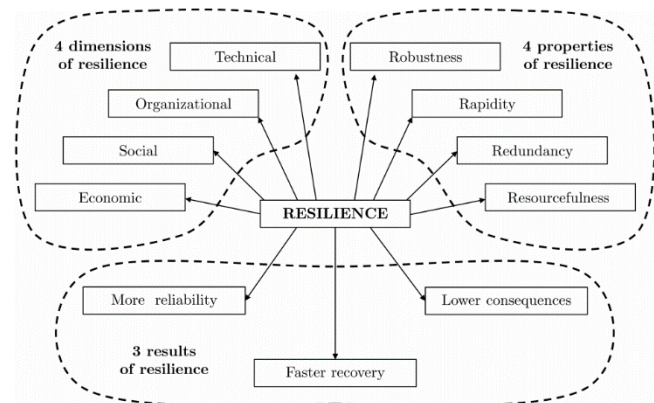 4 dimensions
of resilience
Technical
Organizational
Social
Economic
Robustness
4 properties
of resilience
Rapidity
Redundancy
Resourcefulness
RESILIENCE
More reliability
Lower consequences
3 results
of resilience
Faster recovery